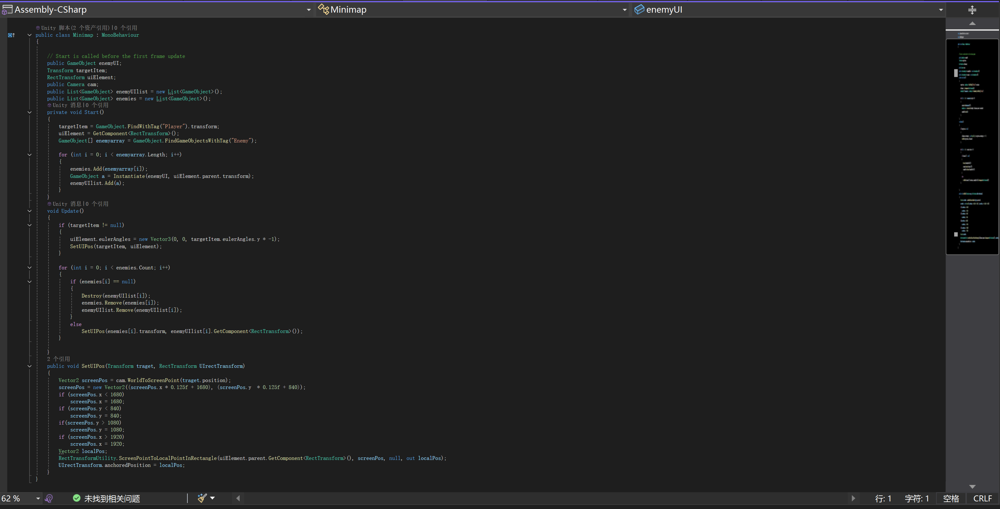 Assembly-CSharp
Minimap
enemyUI
Unity 脚本(2 个资产引用)|0 个引用
public class Minimap : MonoBehaviour
{
// Start is called before the first frame update
public GameObject enemyUI;
Transform targetItem;
RectTransform uiElement;
public Camera cam;
public List<GameObject> enemyUIlist = new List<GameObject>();
public List<GameObject> enemies = new List<GameObject>();
Unity 消息|0 个引用
private void Start()
{
targetItem = GameObject.FindWithTag("Player").transform;
uiElement = GetComponent<RectTransform>();
GameObject[] enemyarray = GameObject.FindGameObjectsWithTag("Enemy");
for (int i = 0; i < enemyarray.Length; i++)
{
enemies.Add(enemyarray[i]);
GameObject a = Instantiate(enemyUI, uiElement.parent.transform);
enemyUIlist.Add(a);
}
}
Unity 消息|0 个引用
void Update()
{
if (targetItem != null)
{
uiElement.eulerAngles = new Vector3(0, 0, targetItem.eulerAngles.y * -1);
SetUIPos(targetItem, uiElement);
}
for (int i = 0; i < enemies.Count; i++)
{
if (enemies[i] == null)
{
Destroy(enemyUIlist[i]);
enemies.Remove(enemies[i]);
enemyUIlist.Remove(enemyUIlist[i]);
}
else
SetUIPos(enemies[i].transform, enemyUIlist[i].GetComponent<RectTransform>());
}
}
2 个引用
public void SetUIPos(Transform traget, RectTransform UIrectTransform)
{
Vector2 screenPos = cam.WorldToScreenPoint(traget.position);
screenPos = new Vector2((screenPos.x * 0.125f + 1680), (screenPos.y  * 0.125f + 840));
if (screenPos.x < 1680)
screenPos.x = 1680;
if (screenPos.y < 840)
screenPos.y = 840;
if(screenPos.y > 1080)
screenPos.y = 1080;
if (screenPos.x > 1920)
screenPos.x = 1920;
Vector2 localPos;
RectTransformUtility.ScreenPointToLocalPointInRectangle(uiElement.parent.GetComponent<RectTransform>(), screenPos, null, out localPos);
UIrectTransform.anchoredPosition = localPos;
}
}
62 %
未找到相关问题
行: 1
字符: 1
空格
CRLF